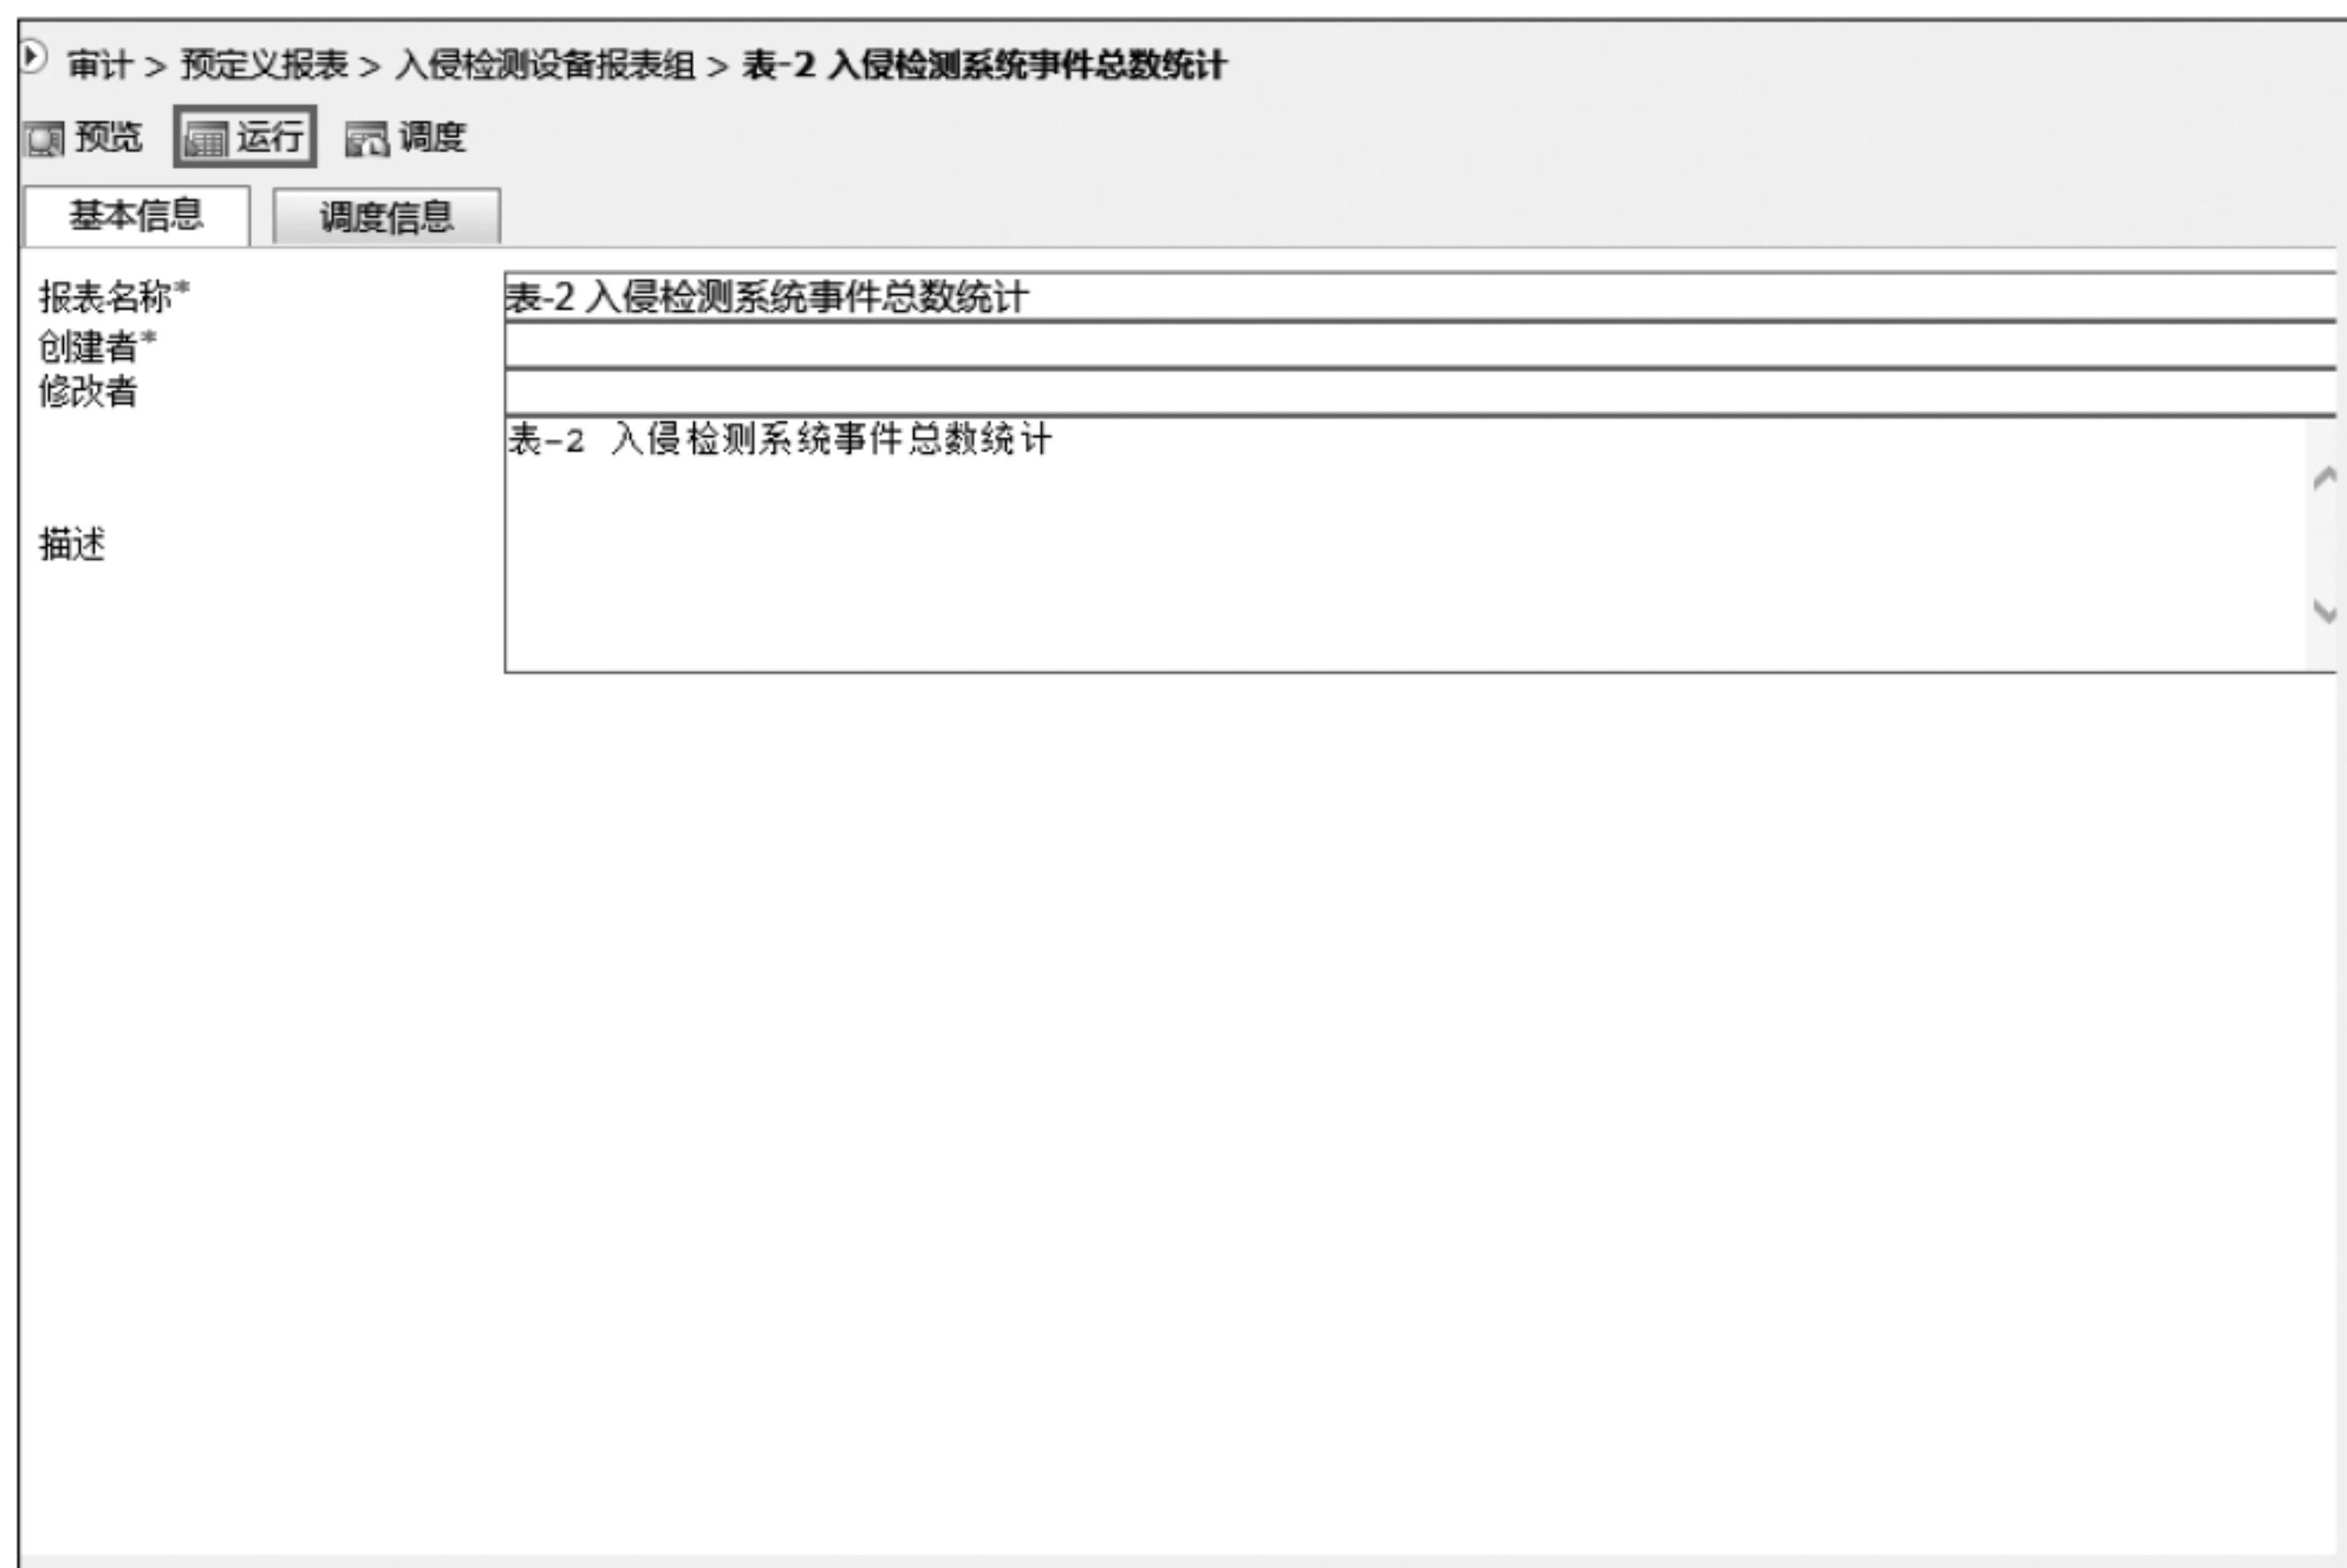 审计 > 预定义报表 > 入侵检测设备报表组 > 表-2 入侵检测系统事件总数统计
预览 运行 调度
基本信息 调度信息
报表名称* 表-2 入侵检测系统事件总数统计
创建者*
修改者
表-2 入侵检测系统事件总数统计
描述